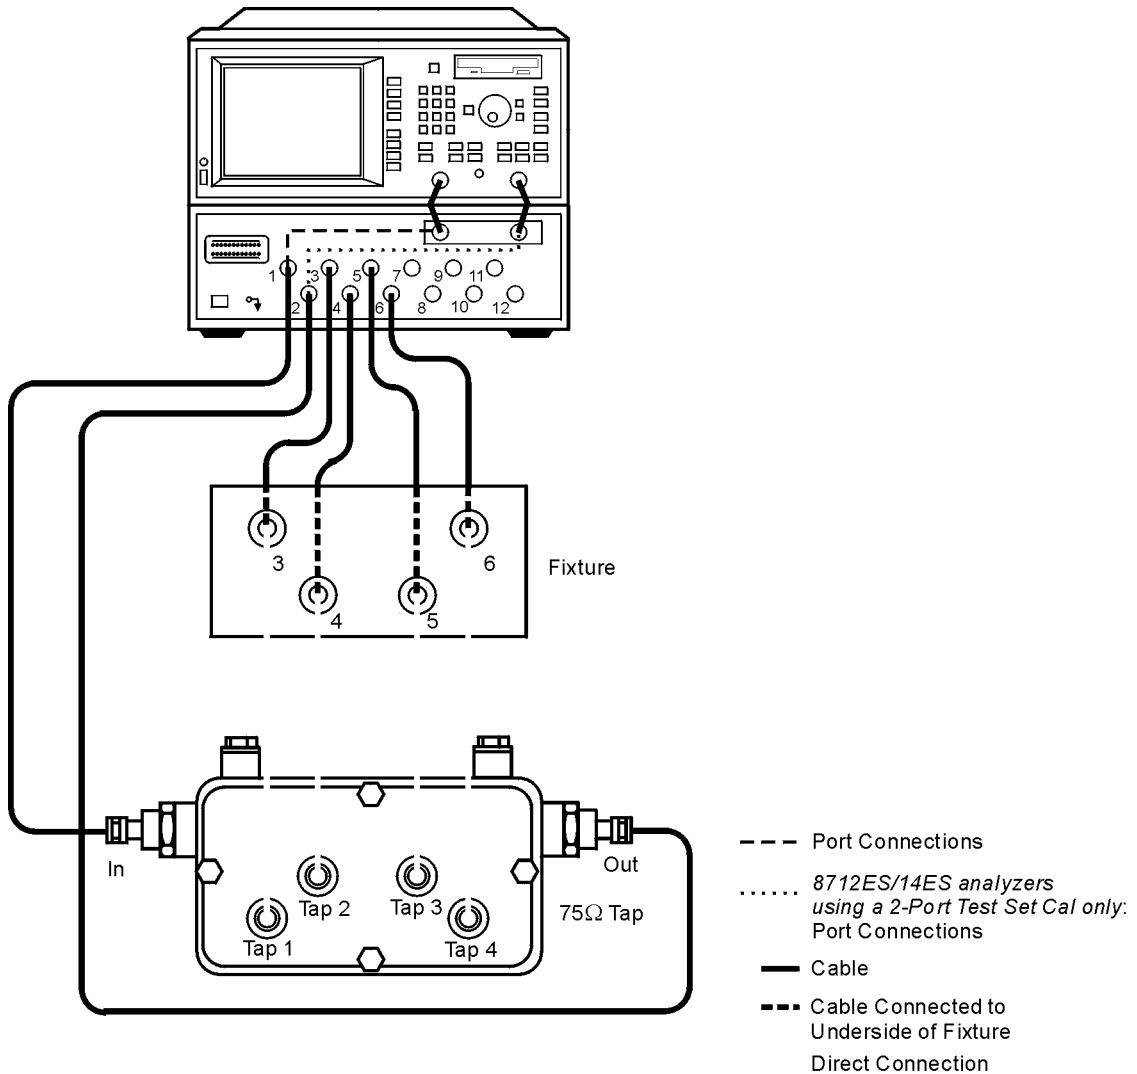 1 3 5 7 9 11
2 4 6 8 10 12
3 6
4 5
Fixture
In
Out
Tap 2 Tap 3
Tap 1 Tap 4
75Ω Tap
Port Connections
8712ES/14ES analyzers
using a 2-Port Test Set Cal only:
Port Connections
Cable
Cable Connected to
Underside of Fixture
Direct Connection